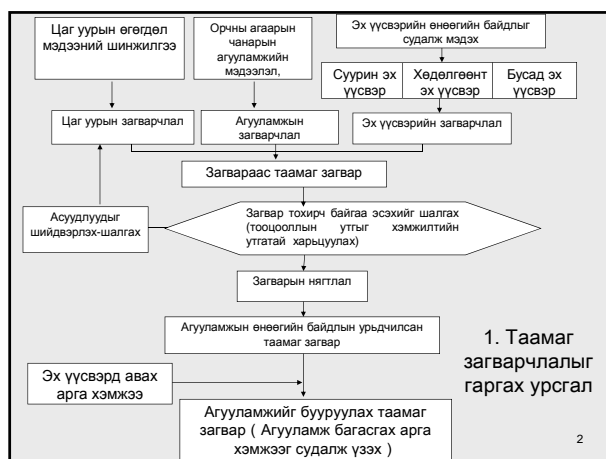 Цаг уурын өгөгдөл
мэдээний шинжилгээ
Орчны агаарын
чанарын
агууламжийн
мэдээлэл,
Эх үүсвэрийн өнөөгийн байдлыг
судалж мэдэх
Суурин эх
үүсвэр
Хөдөлгөөнт
эх үүсвэр
Бусад эх
үүсвэр
Цаг уурын загварчлал
Агууламжын
загварчлал
Эх үүсвэрийн загварчлал
Загвараас таамаг загвар
Асуудлуудыг
шийдвэрлэх-шалгах
Загвар тохирч байгаа эсэхийг шалгах
(тооцооллын утгыг хэмжилтийн
утгатай харьцуулах)
Загварын нягтлал
Агууламжын өнөөгийн байдлын урьдчилсан
таамаг загвар
1. Таамаг
загварчлалыг
гаргах урсгал
Эх үүсвэрд авах
арга хэмжээ
Агууламжийг бууруулах таамаг
загвар ( Агууламж багасгах арга
хэмжээг судалж үзэх )
2